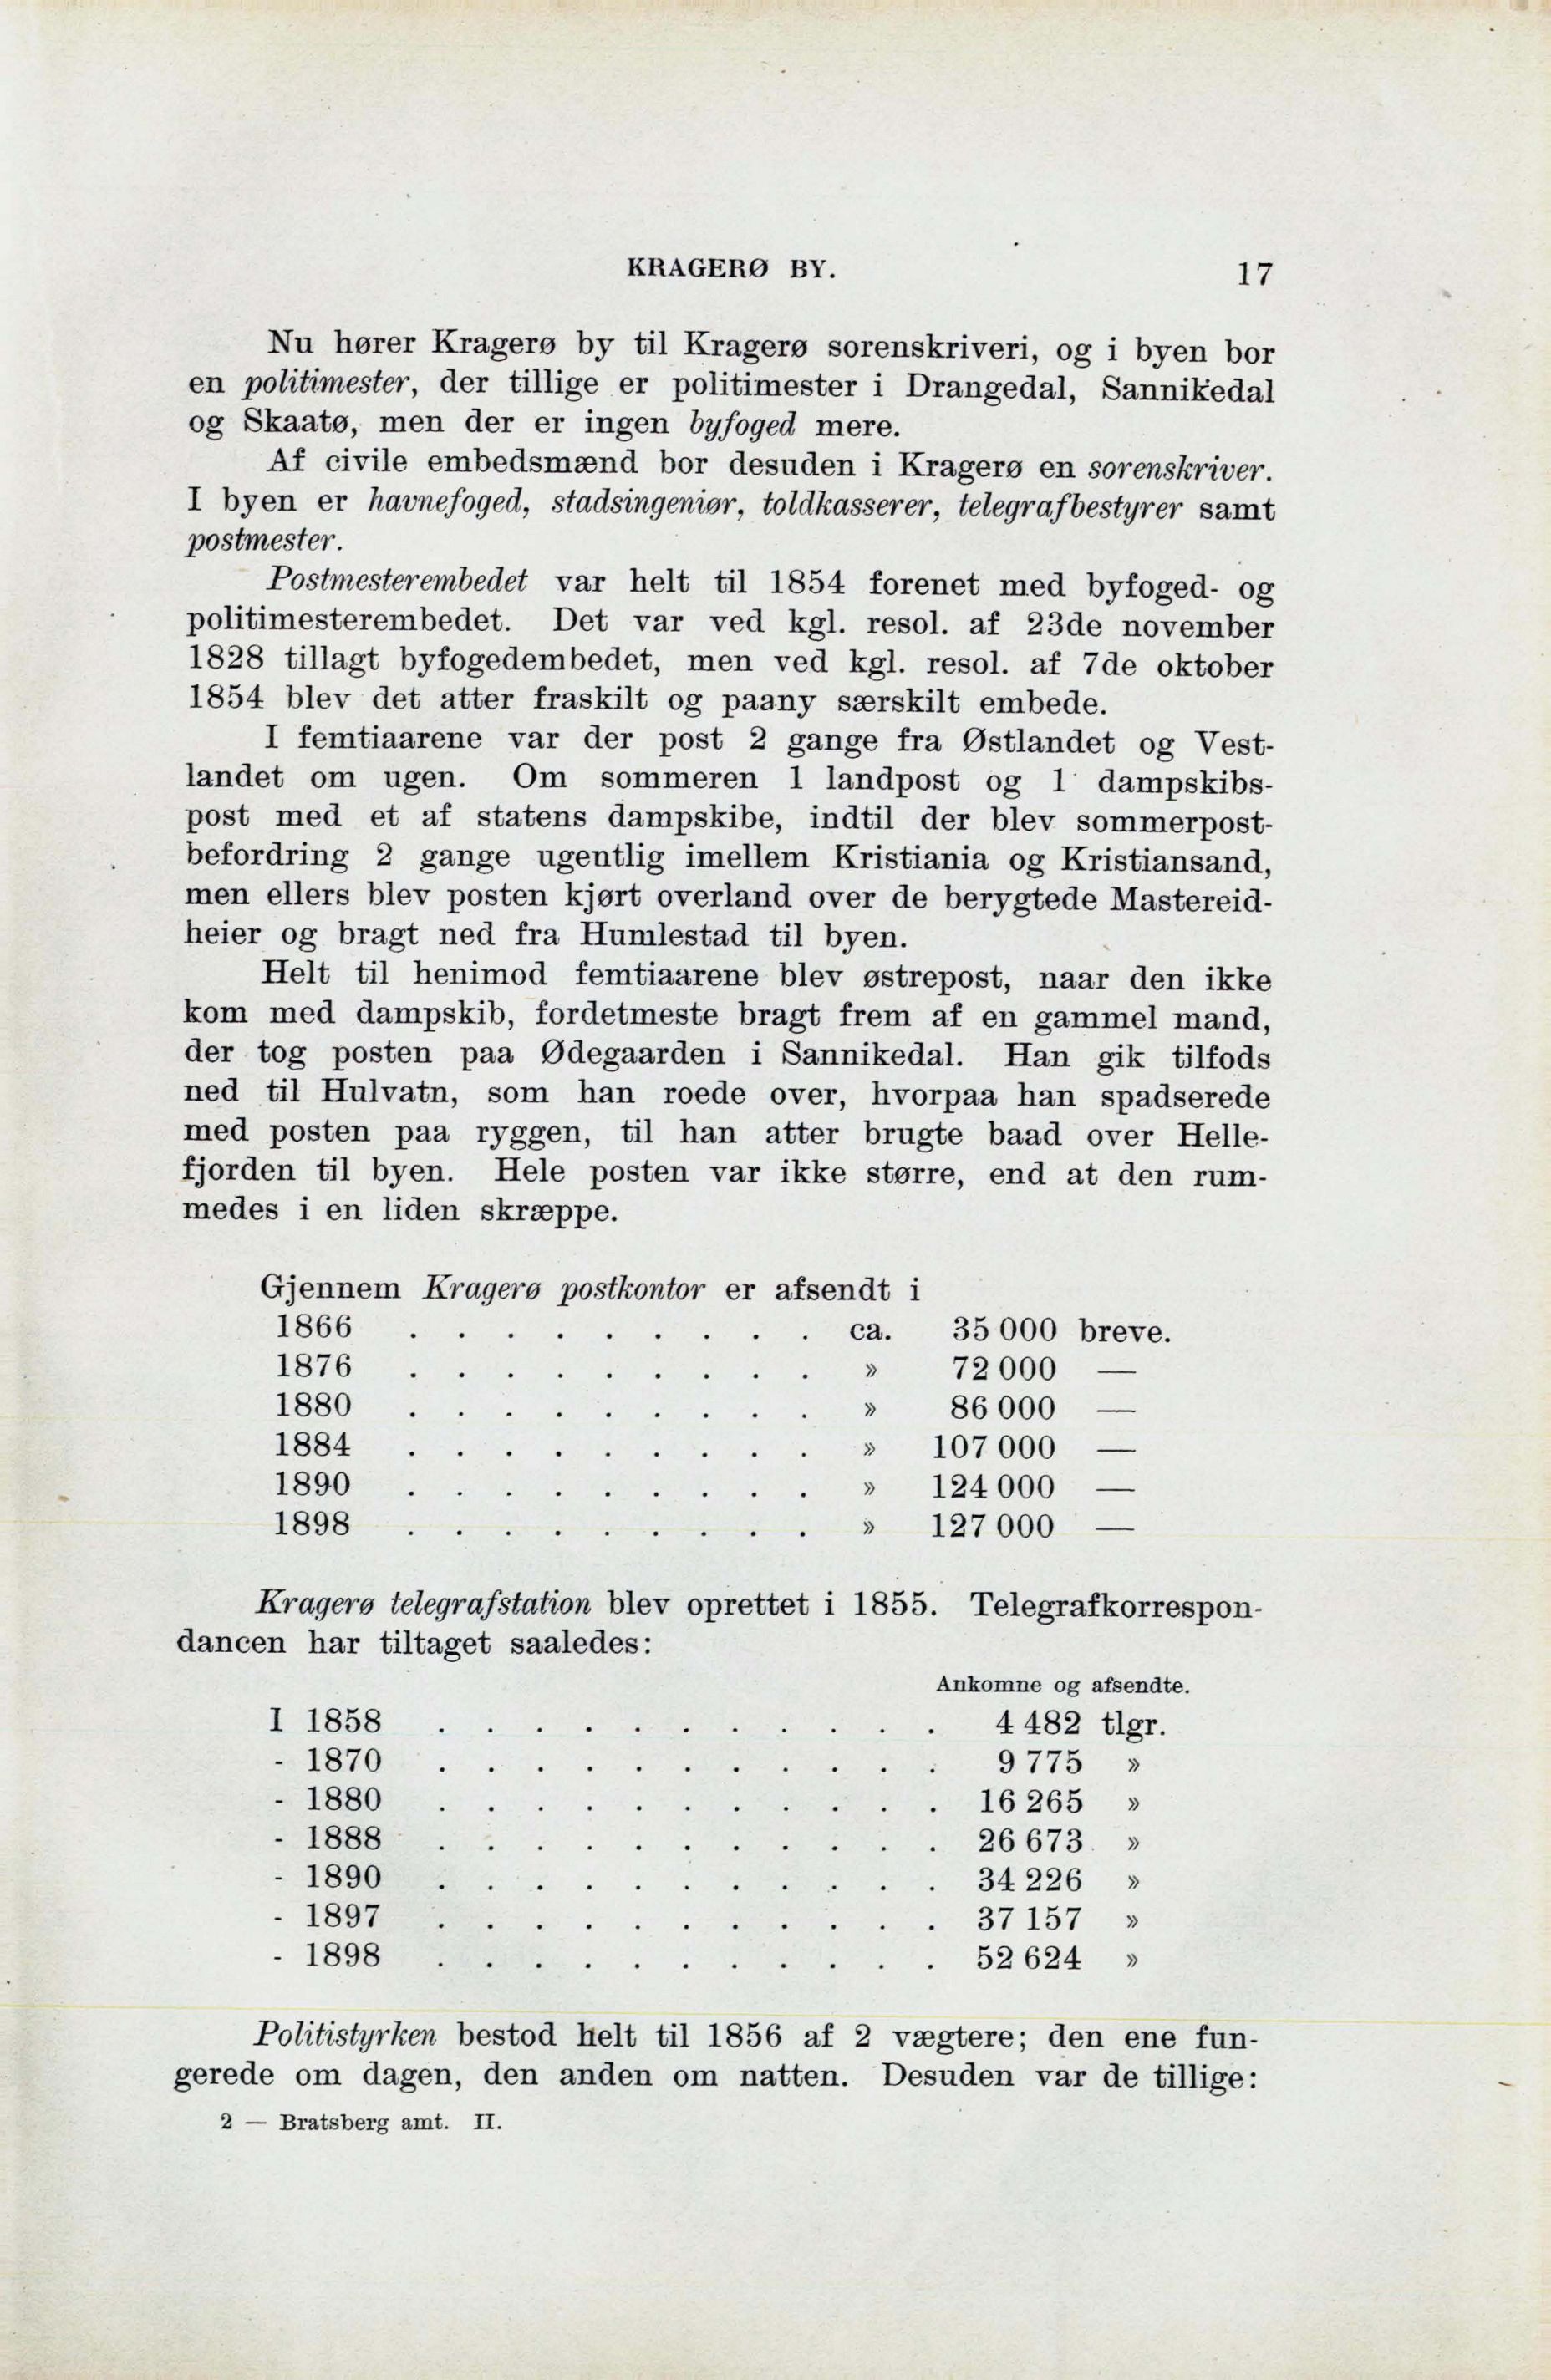 KRAGERØ BY. 17
Nu hører Kragerø by til Kragerø sorenskriveri, og i byen bor
en politimester, der tillige er politimester i Drangedal, Sannikedal
og Skaatø, men der er ingen byfoged mere.
Af civile embedsmænd bor desuden i Kragerø en sorenskriver.
I byen er havnefoged, stadsingeniør, toldkasserer, telegrafbestyrer samt
postmester.
Postmesterembedet var helt til 1854 forenet med byfoged- og
politimesterembedet. Det var ved kgl. resol. af 23de november
1828 tillagt byfogedembedet, men ved kgl. resol. af 7de oktober
1854 blev det atter fraskilt og paany særskilt embede.
I femtiaarene var der post 2 gange fra Østlandet og Vest-
landet om ugen. Om sommeren 1 landpost og 1 dampskibs-
post med et af statens dampskibe, indtil der blev sommerpost-
befordring 2 gange ugentlig imellem Kristiania og Kristiansand,
men ellers blev posten kjørt overland over de berygtede Mastereid-
heier og bragt ned fra Humlestad til byen.
Helt til henimod femtiaarene blev østrepost, naar den ikke
kom med dampskib, fordetmeste bragt frem af en gammel mand,
der tog posten paa Ødegaarden i Sannikedal. Han gik tilfods
ned til Hulvatn, som han roede over, hvorpaa han spadserede
med posten paa ryggen, til han atter brugte baad over Helle-
fjorden til byen. Hele posten var ikke større, end at den rum-
medes i en liden skræppe.
Gjennem Kragerø postkontor er afsendt i
1866 . . . . . . . . . ca. 35 000 breve.
1876 . . . . . . . . . » 72 000 —
1880 . . . . . . . . . » 86 000 —
1884 . . . . . . . . . » 107 000 —
1890 . . . . . . . . . » 124 000 —
1898 . . . . . . . . . » 127 000 —
Kragerø telegrafstation blev oprettet i 1855. Telegrafkorrespon-
dancen har tiltaget saaledes:
Ankomne og afsendte.
I 1858 . . . . . . . . . . . 4 482 tlgr.
- 1870 . . . . . . . . . . . 9 775 »
- 1880 . . . . . . . . . . . 16 265 »
- 1888 . . . . . . . . . . . 26 673 »
- 1890 . . . . . . . . . . . 34 226 »
- 1897 . . . . . . . . . . . 37 157 »
- 1898 . . . . . . . . . . . 52 624 »
Politistyrken bestod helt til 1856 af 2 vægtere; den ene fun-
gerede om dagen, den anden om natten. Desuden var de tillige:
2 — Bratsberg amt. II.